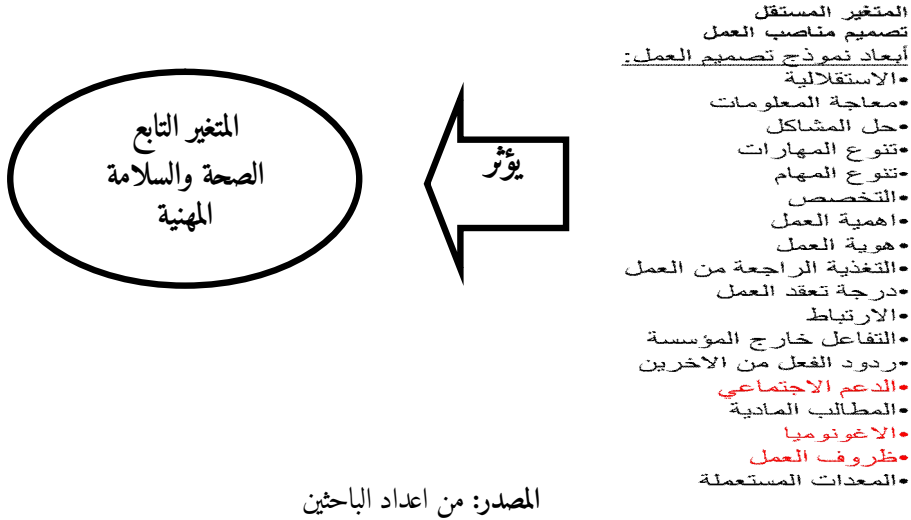 المتغير المستقل
تصميم مناصب العمل
أبعاد نموذج تصميم العمل:
•الاستقلالية
•معاجة المعلومات
•حل المشاكل
•تنوع المهارات
•تنوع المهام
•التخصص
•اهمية العمل
•هوية العمل
•التغذية الراجعة من العمل
•درجة تعقد العمل
•الارتباط
•التفاعل خارج المؤسسة
•ردود الفعل من الاخرين
•الدعم الاجتماعي
•المطالب المادية
•الاغونوميا
•ظروف العمل
•المعدات المستعملة
يؤثر
المتغير التابع
الصحة والسلامة
المهنية
المصدر: من اعداد الباحثين